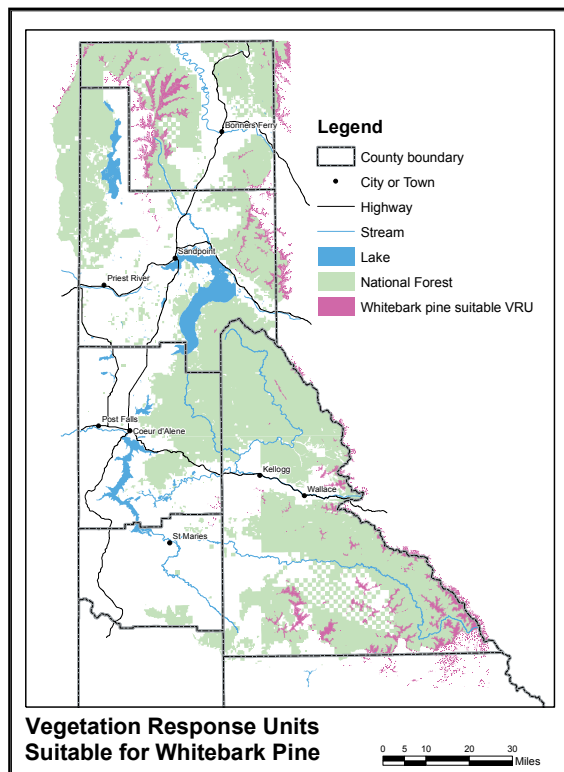 Bonners Ferry
Legend
County boundary
City or Town
Highway
Stream
Lake
National Forest
Whitebark pine suitable VRU
Sandpoint
Priest River
Post Falls
Coeur d'Alene
Kellogg
Wallace
St Maries
Vegetation Response Units
Suitable for Whitebark Pine
0 5 10 20 30
Miles